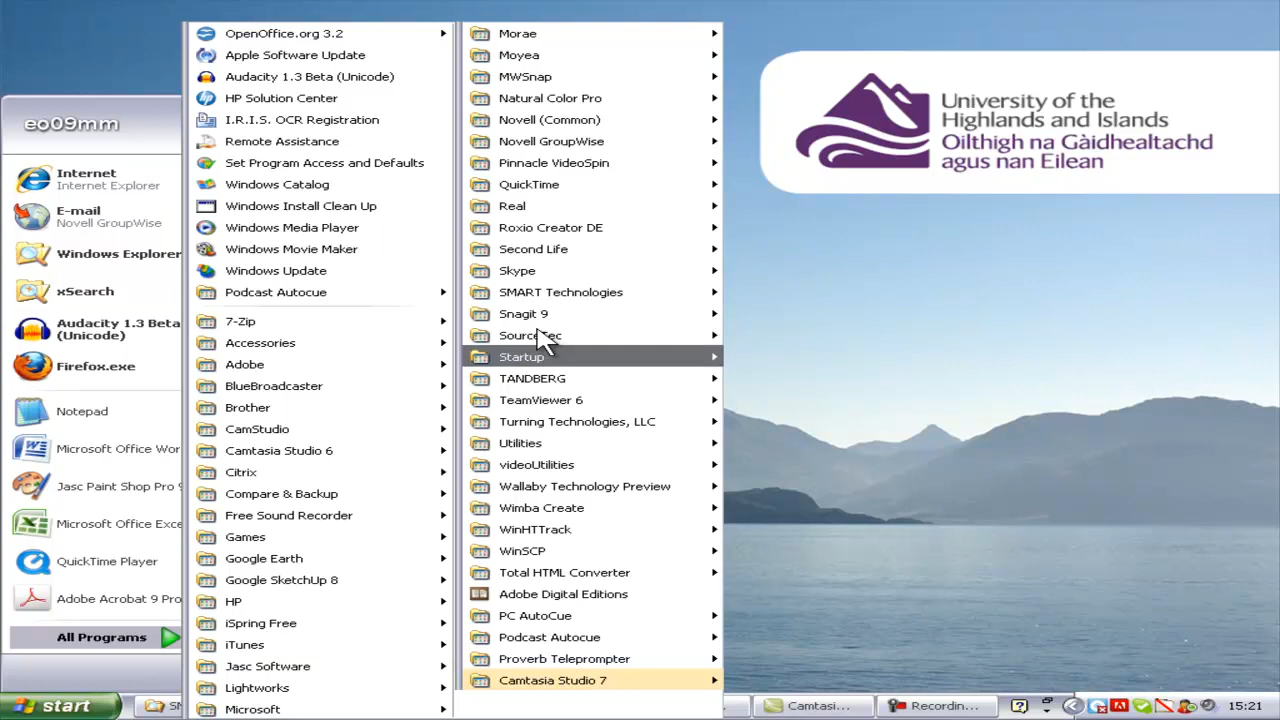 09mm
Internet
Internet Explorer
E-mail
Novell GroupWise
Windows Explorer
xSearch
Audacity 1.3 Beta
(Unicode)
Firefox.exe
Notepad
Microsoft Office Wor
Jasc Paint Shop Pro 9
Microsoft Office Exce
QuickTime Player
Adobe Acrobat 9 Pro
All Programs
start
OpenOffice.org 3.2
Apple Software Update
Audacity 1.3 Beta (Unicode)
HP Solution Center
I.R.I.S. OCR Registration
Remote Assistance
Set Program Access and Defaults
Windows Catalog
Windows Install Clean Up
Windows Media Player
Windows Movie Maker
Windows Update
Podcast Autocue
7-Zip
Accessories
Adobe
BlueBroadcaster
Brother
CamStudio
Camtasia Studio 6
Citrix
Compare & Backup
Free Sound Recorder
Games
Google Earth
Google SketchUp 8
HP
iSpring Free
iTunes
Jasc Software
Lightworks
Microsoft
Morae
Moyea
MWSnap
Natural Color Pro
Novell (Common)
Novell GroupWise
Pinnacle VideoSpin
QuickTime
Real
Roxio Creator DE
Second Life
Skype
SMART Technologies
Snagit 9
Startup
TANDBERG
TeamViewer 6
Turning Technologies, LLC
Utilities
videoUtilities
Wallaby Technology Preview
Wimba Create
WinHTTrack
WinSCP
Total HTML Converter
Adobe Digital Editions
PC AutoCue
Podcast Autocue
Proverb Teleprompter
Camtasia Studio 7
University of the
Highlands and Islands
Oilthigh na Gàidhealtachd
agus nan Eilean
Camtasi...
Recordin...
15:21